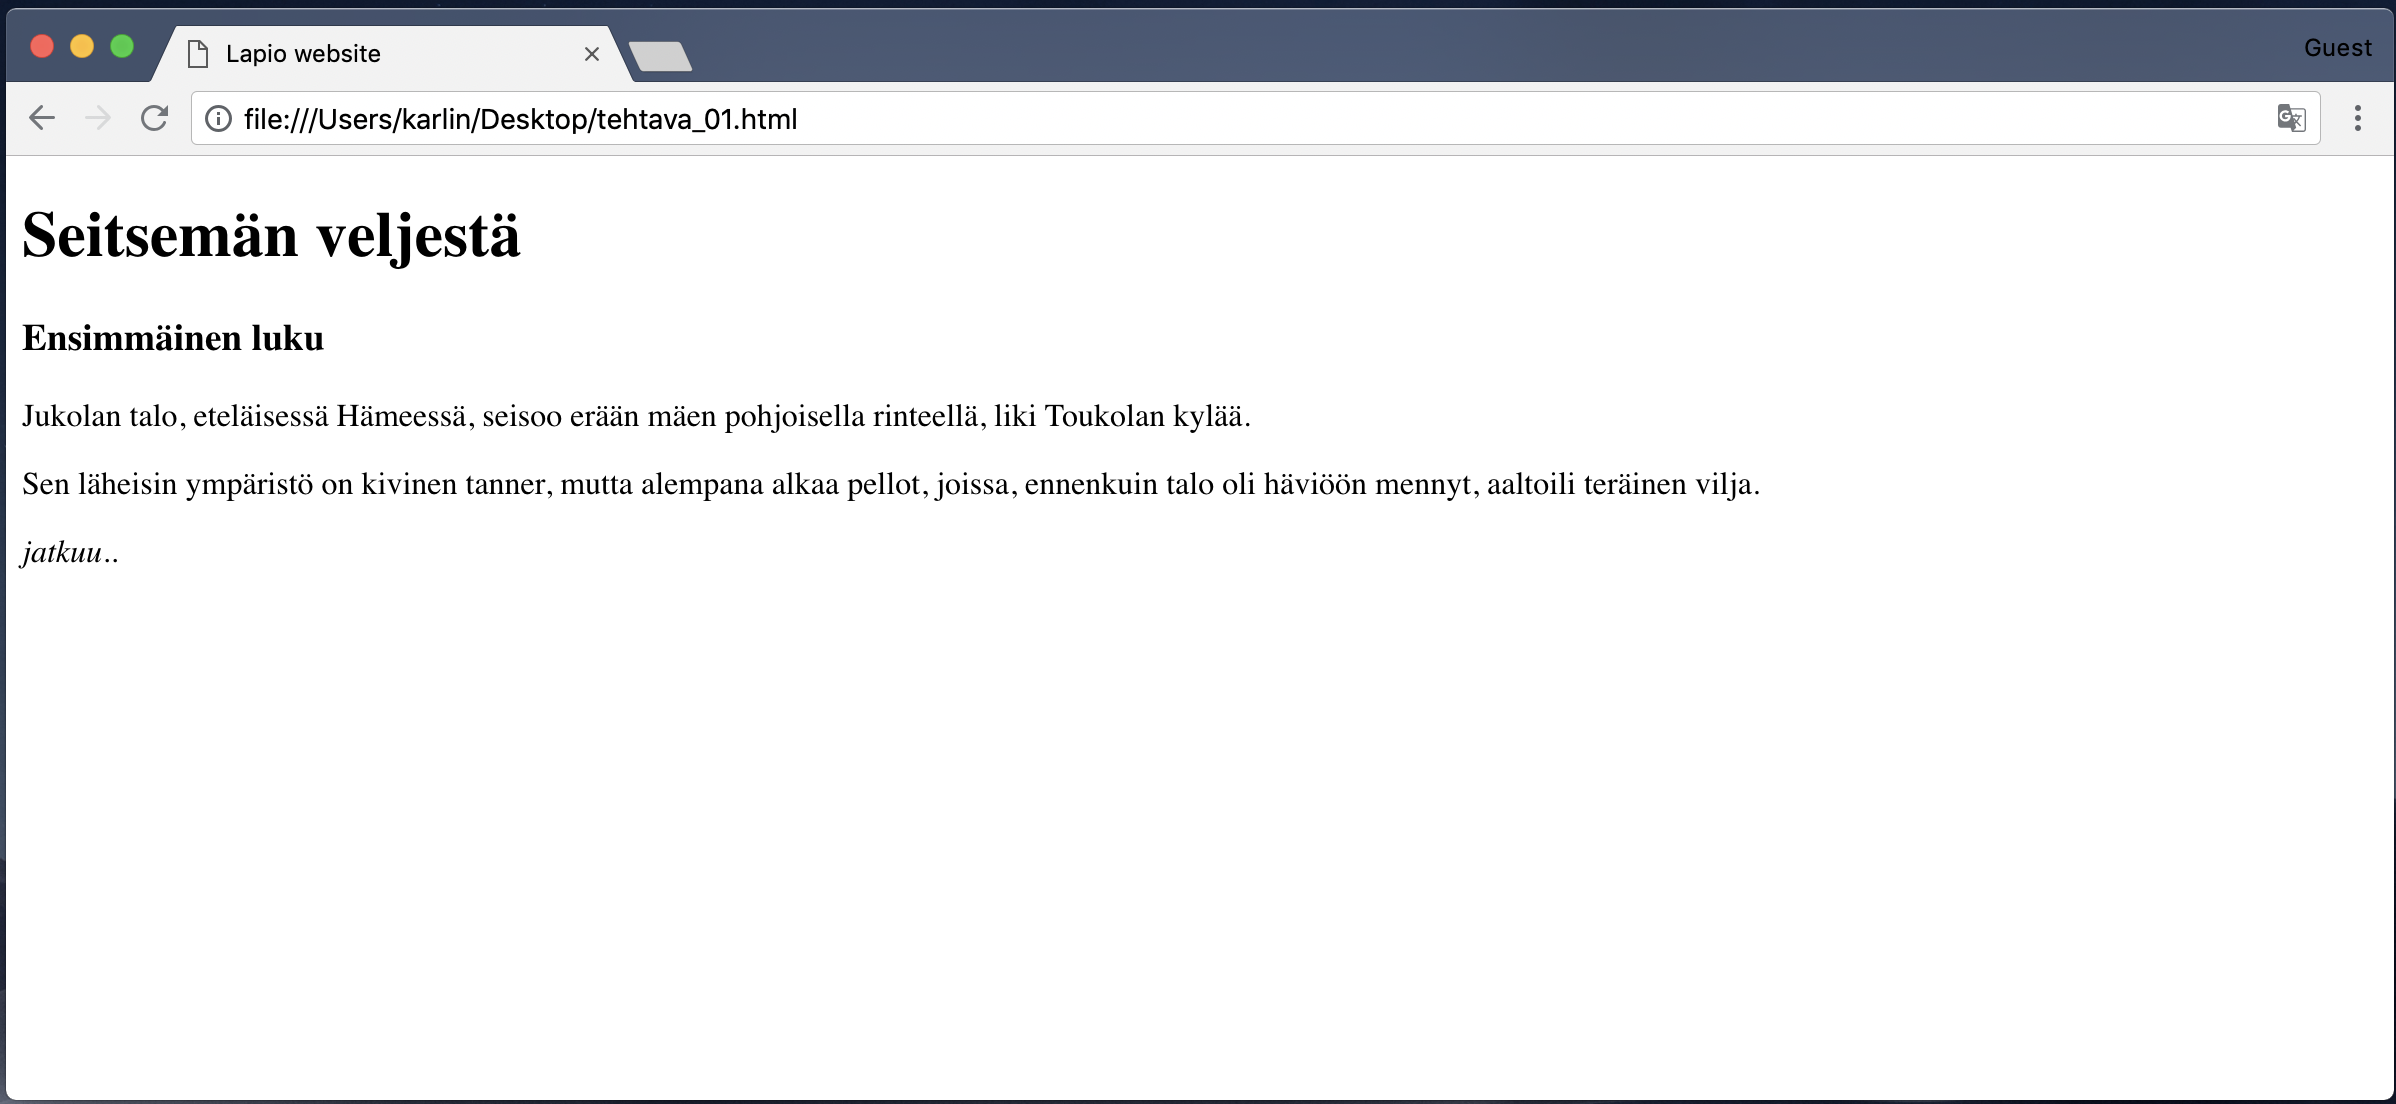 Lapio website
Guest
file:///Users/karlin/Desktop/tehtava_01.html
Seitsemän veljestä
Ensimmäinen luku
Jukolan talo, eteläisessä Hämeessä, seisoo erään mäen pohjoisella rinteellä, liki Toukolan kylää.
Sen läheisin ympäristö on kivinen tanner, mutta alempana alkaa pellot, joissa, ennenkuin talo oli häviöön mennyt, aaltoili teräinen vilja.
jatkuu..